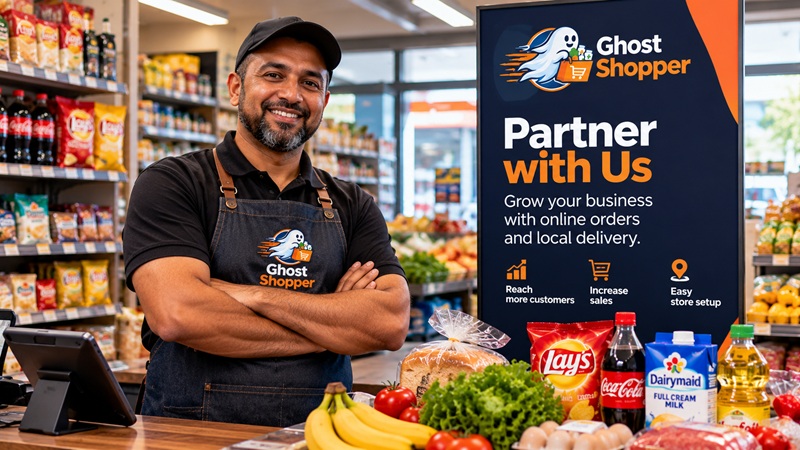 Ghost
Shopper
Partner
with Us
Grow your business
with online orders
and local delivery.
Reach
more customers
Increase
sales
Easy
store setup
Ghost
Shopper
Lay's
Coca-Cola
Dairymaid
FULL CREAM
MILK
Lay's